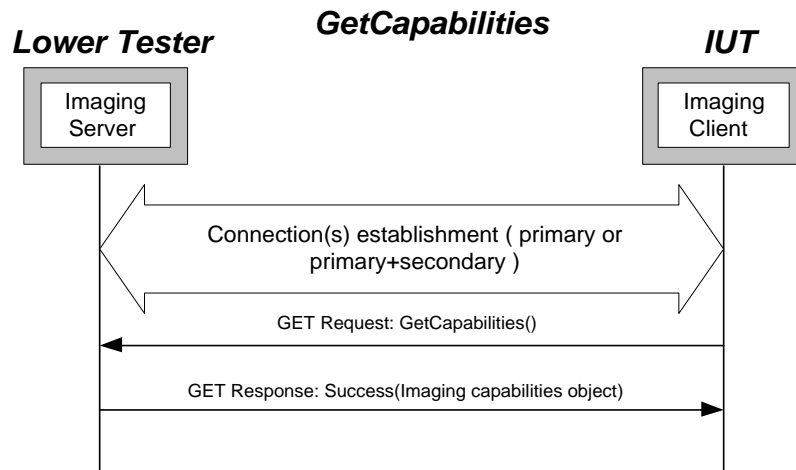 GetCapabilities
Lower Tester
IUT
Imaging
Server
Imaging
Client
Connection(s) establishment ( primary or
primary+secondary )
GET Request: GetCapabilities()
GET Response: Success(Imaging capabilities object)